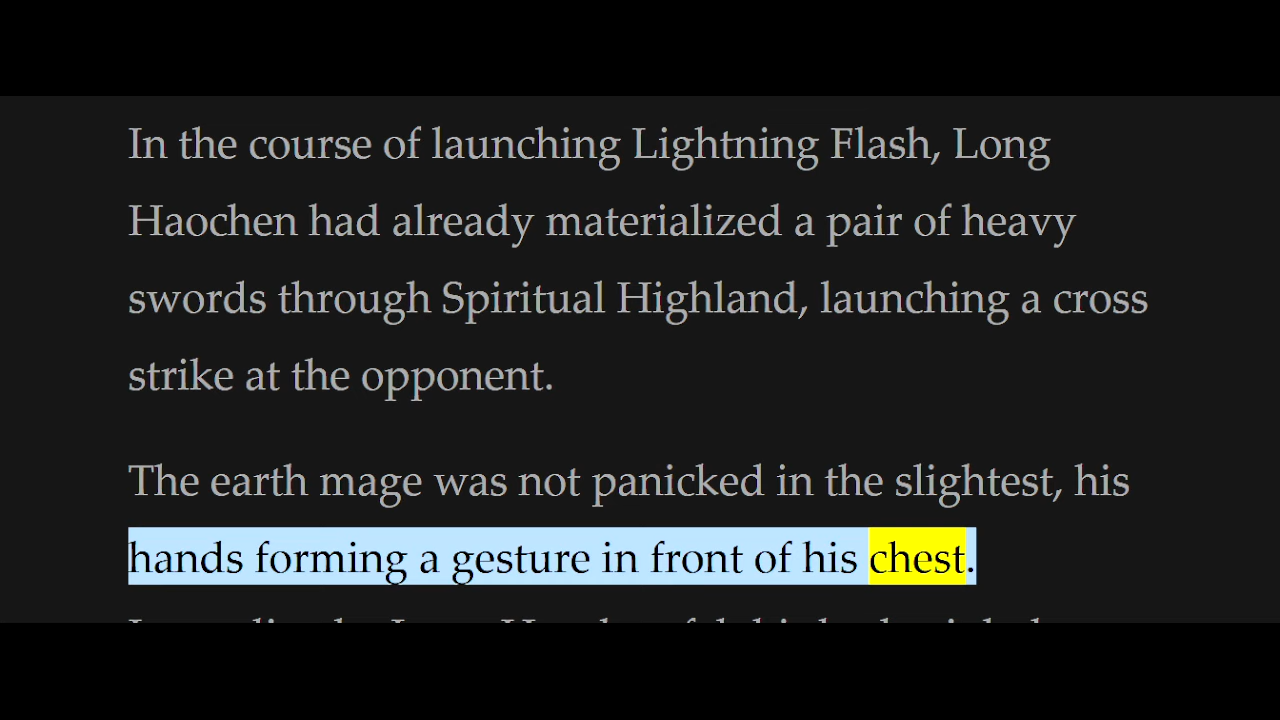 In the course of launching Lightning Flash, Long
Haochen had already materialized a pair of heavy
swords through Spiritual Highland, launching a cross
strike at the opponent.
The earth mage was not panicked in the slightest, his
hands forming a gesture in front of his chest.